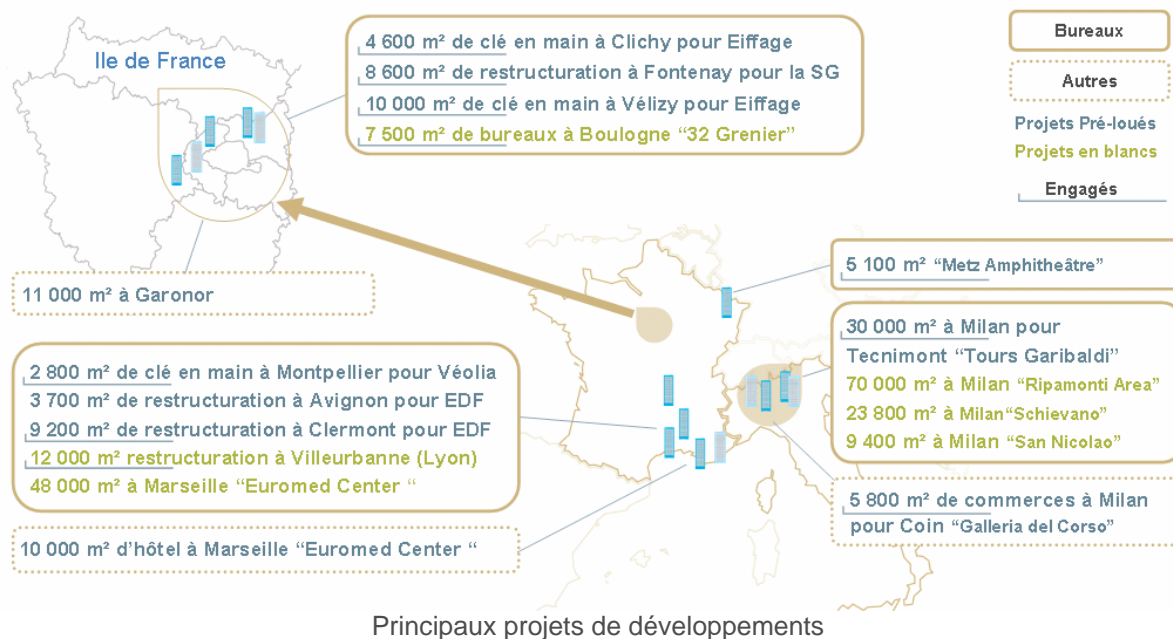 Ile de France
4 600 m² de clé en main à Clichy pour Eiffage
8 600 m² de restructuration à Fontenay pour la SG
10 000 m² de clé en main à Vélizy pour Eiffage
7 500 m² de bureaux à Boulogne “32 Grenier”
Bureaux
Autres
Projets Pré-loués
Projets en blancs
Engagés
11 000 m² à Garonor
5 100 m² “Metz Amphitheâtre”
30 000 m² à Milan pour
Tecnimont “Tours Garibaldi”
70 000 m² à Milan “Ripamonti Area”
23 800 m² à Milan“Schievano”
9 400 m² à Milan “San Nicolao”
2 800 m² de clé en main à Montpellier pour Véolia
3 700 m² de restructuration à Avignon pour EDF
9 200 m² de restructuration à Clermont pour EDF
12 000 m² restructuration à Villeurbanne (Lyon)
48 000 m² à Marseille “Euromed Center “
10 000 m² d’hôtel à Marseille “Euromed Center “
5 800 m² de commerces à Milan
pour Coin “Galleria del Corso”
Principaux projets de développements